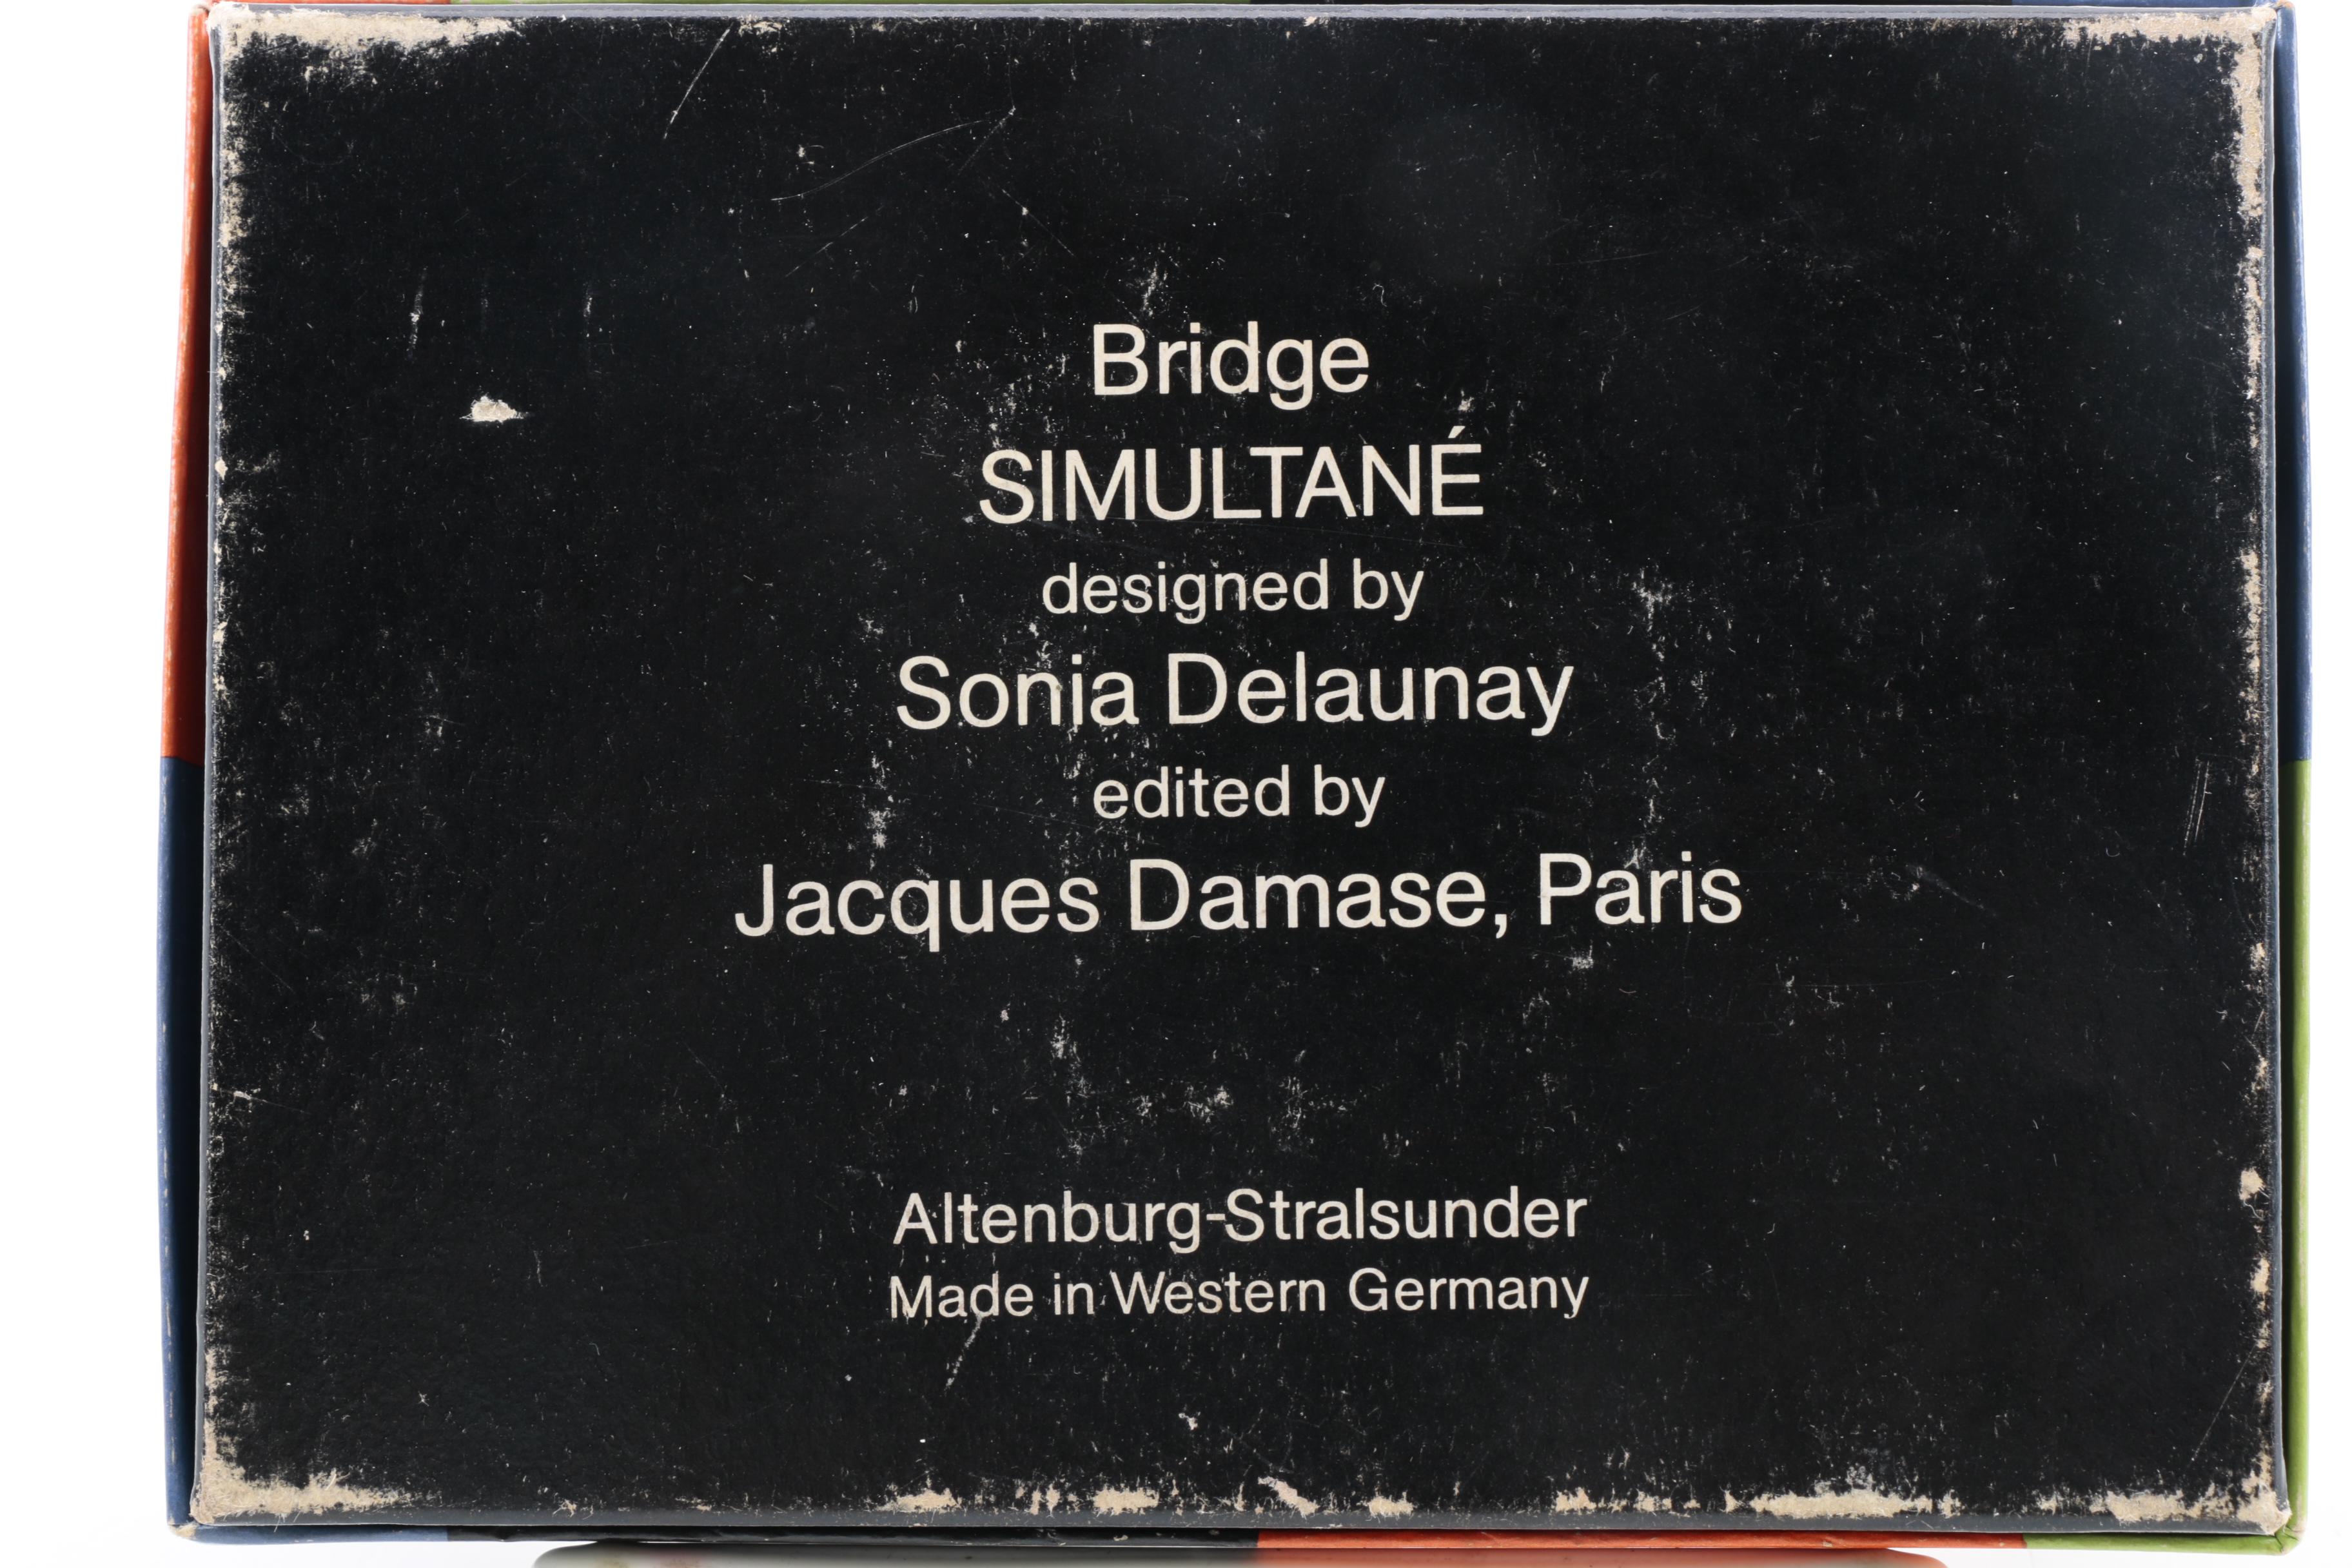 Bridge
SIMULTANÉ
designed by
Sonia Delaunay
edited by
Jacques Damase, Paris
Altenburg-Stralsunder
Made in Western Germany